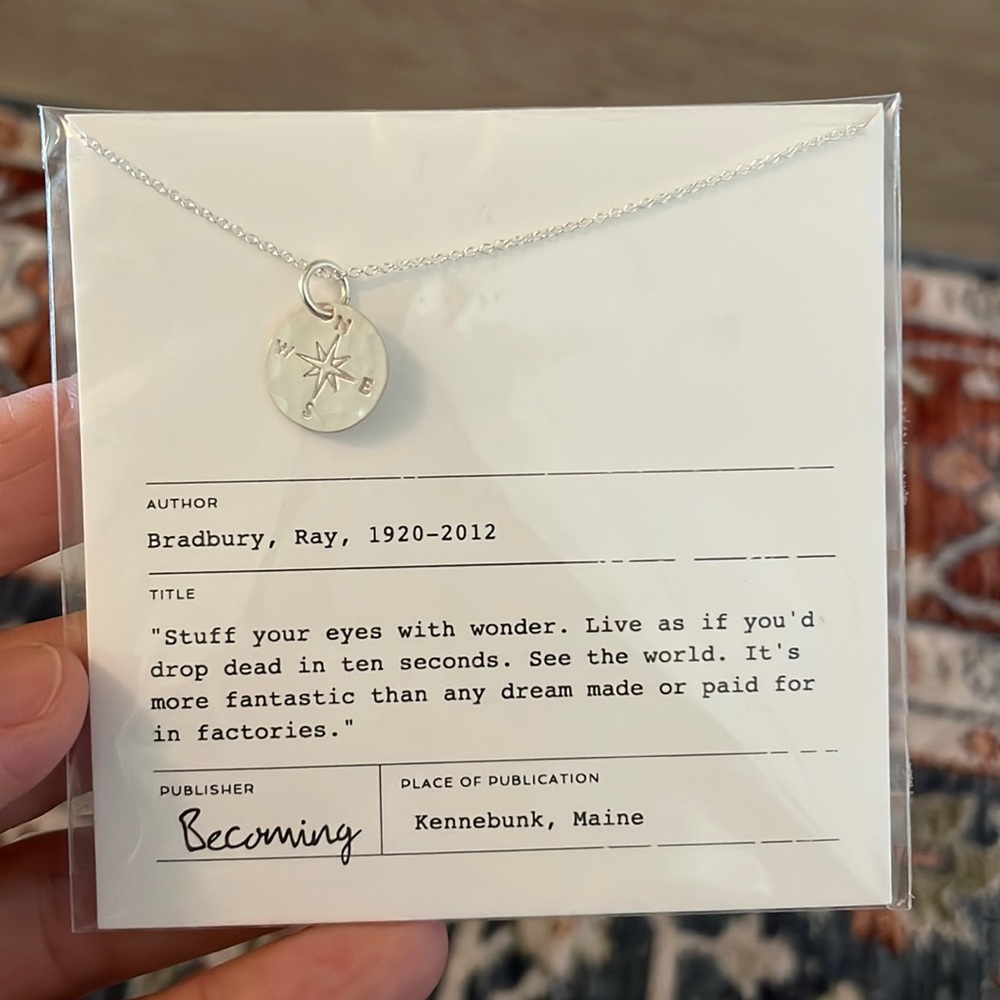 N
W
E
S
AUTHOR
Bradbury, Ray, 1920-2012
TITLE
"Stuff your eyes with wonder. Live as if you'd
drop dead in ten seconds. See the world. It's
more fantastic than any dream made or paid for
in factories."
PUBLISHER
Becoming
PLACE OF PUBLICATION
Kennebunk, Maine